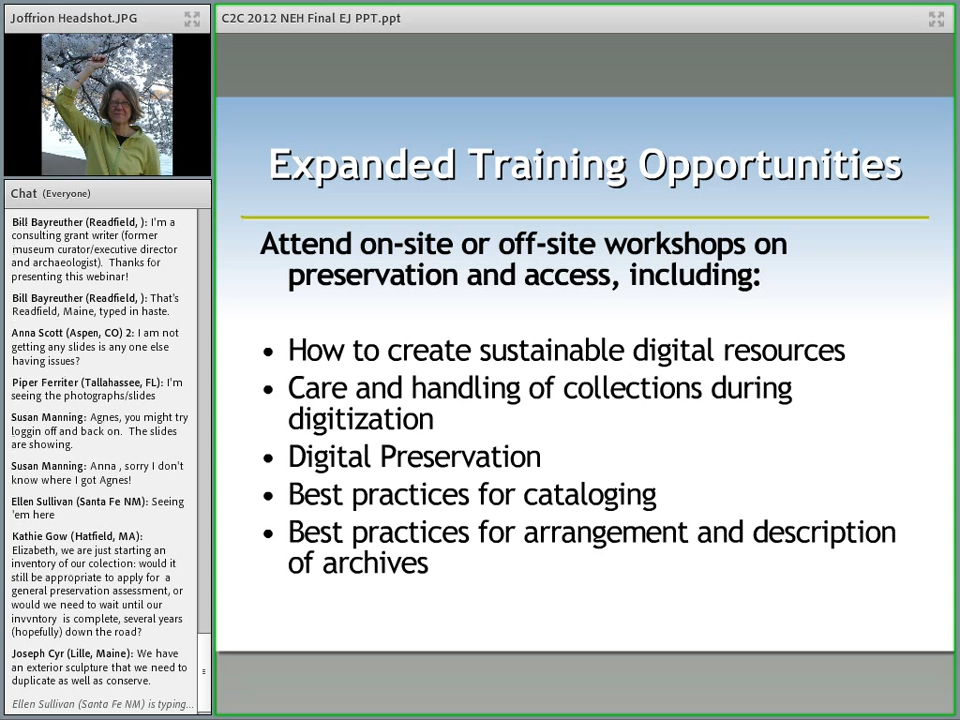 Joffrion Headshot.JPG
Chat (Everyone)
Bill Bayreuther (Readfield, ): I'm a
consulting grant writer (former
museum curator/executive director
and archaeologist). Thanks for
presenting this webinar!
Bill Bayreuther (Readfield, ): That's
Readfield, Maine, typed in haste.
Anna Scott (Aspen, CO) 2: I am not
getting any slides is any one else
having issues?
Piper Ferriter (Tallahassee, FL): I'm
seeing the photographs/slides
Susan Manning: Agnes, you might try
loggin off and back on. The slides
are showing.
Susan Manning: Anna , sorry I don't
know where I got Agnes!
Ellen Sullivan (Santa Fe NM): Seeing
'em here
Kathie Gow (Hatfield, MA):
Elizabeth, we are just starting an
inventory of our colection: would it
still be appropriate to apply for a
general preservation assessment, or
would we need to wait until our
invvntory is complete, several years
(hopefully) down the road?
Joseph Cyr (Lille, Maine): We have
an exterior sculpture that we need to
duplicate as well as conserve.
Ellen Sullivan (Santa Fe NM) is typing...
C2C 2012 NEH Final EJ PPT.ppt
Expanded Training Opportunities
Attend on-site or off-site workshops on
preservation and access, including:
• How to create sustainable digital resources
• Care and handling of collections during
digitization
• Digital Preservation
• Best practices for cataloging
• Best practices for arrangement and description
of archives